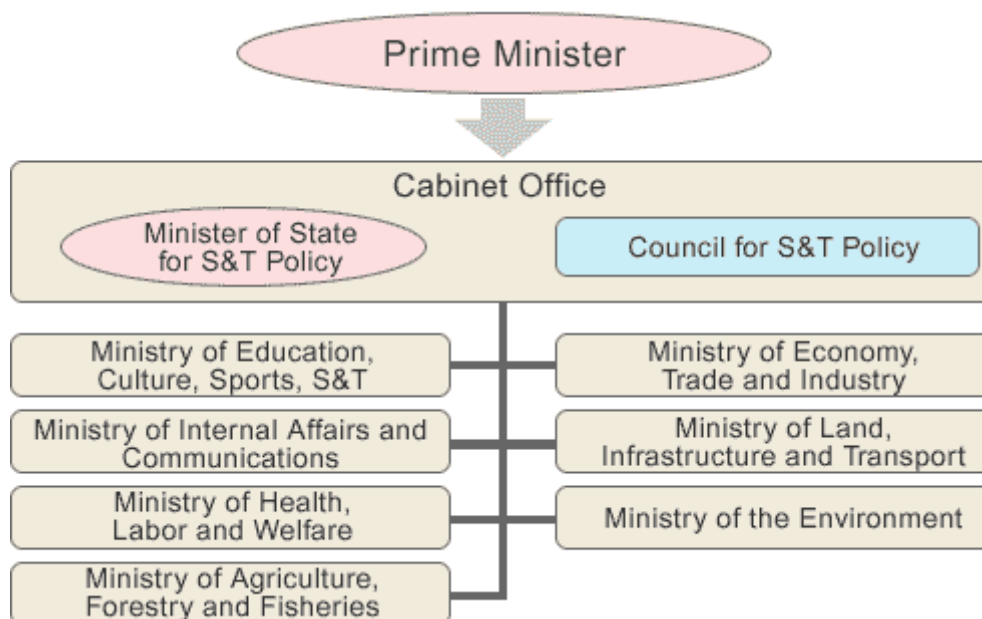 Prime Minister
Cabinet Office
Minister of State
for S&T Policy
Council for S&T Policy
Ministry of Education,
Culture, Sports, S&T
Ministry of Economy,
Trade and Industry
Ministry of Internal Affairs and
Communications
Ministry of Land,
Infrastructure and Transport
Ministry of Health,
Labor and Welfare
Ministry of the Environment
Ministry of Agriculture,
Forestry and Fisheries